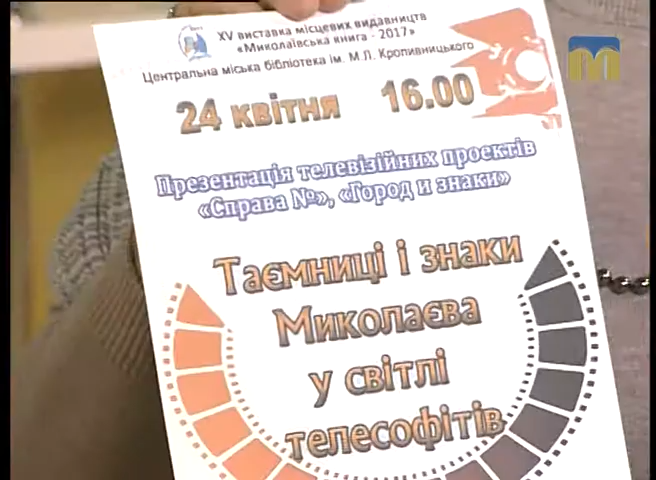 XV виставка місцевих видавництв
«Миколаївська книга - 2017»
Центральна міська бібліотека ім. М.Л. Кропивницького
24 квітня 16.00
Презентація телевізійних проектів
«Справа №», «Город и знаки»
Таємниці і знаки
Миколаєва
у світлі
телесофітів